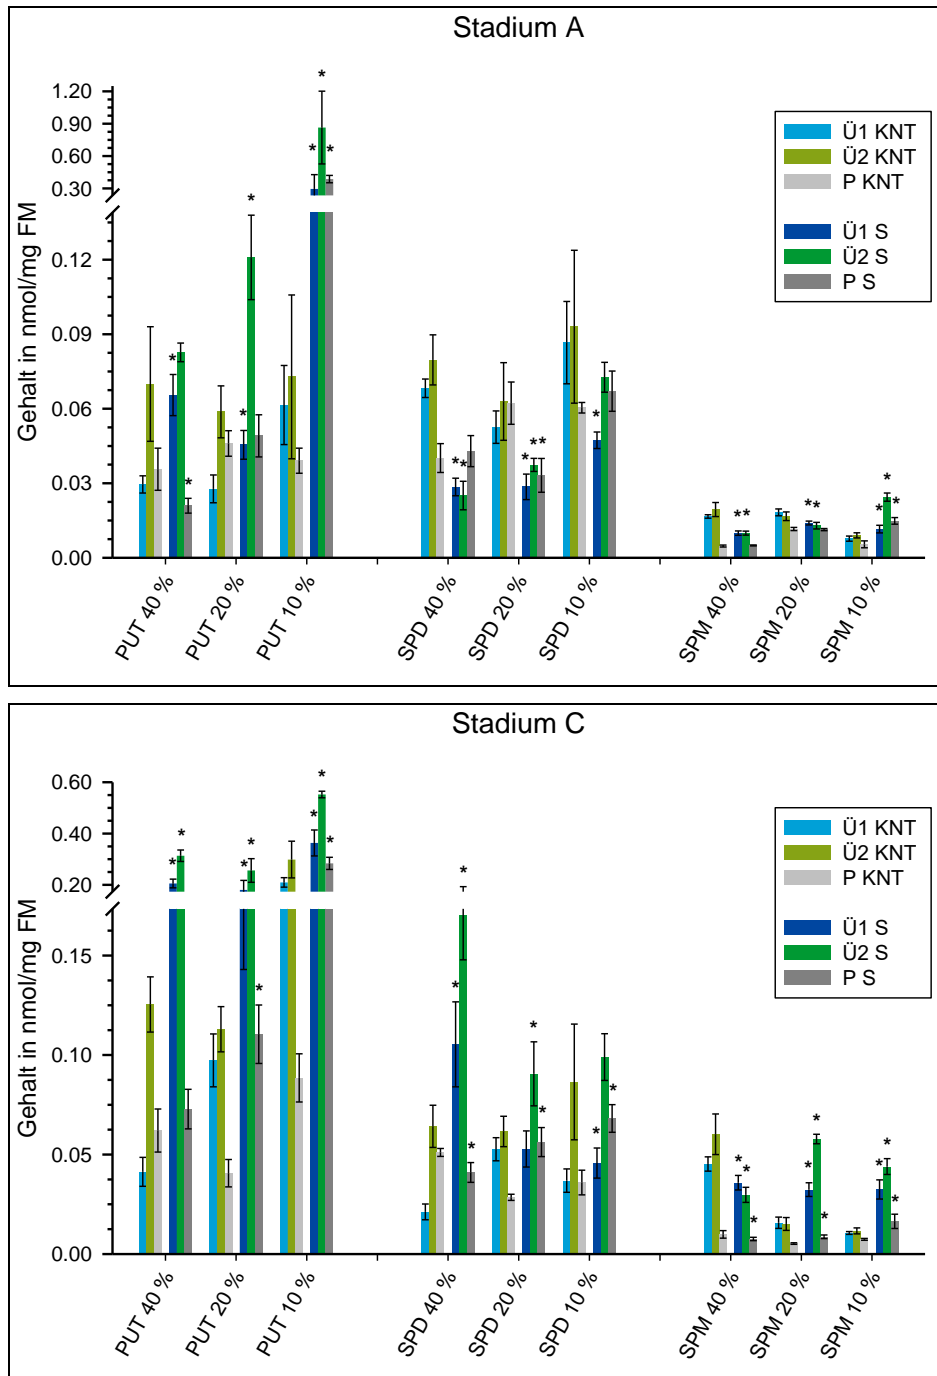 Stadium A
Gehalt in nmol/mg FM
1.20
0.90
0.60
0.30
0.12
0.09
0.06
0.03
0.00
* * * * * * * * * * * * * * * * * * * *
Ü1 KNT
Ü2 KNT
P KNT
Ü1 S
Ü2 S
P S
PUT 40 %
PUT 20 %
PUT 10 %
SPD 40 %
SPD 20 %
SPD 10 %
SPM 40 %
SPM 20 %
SPM 10 %
Stadium C
Gehalt in nmol/mg FM
0.60
0.40
0.20
0.15
0.10
0.05
0.00
* * * * * * * * * * * * * * * * * * * * * * *
Ü1 KNT
Ü2 KNT
P KNT
Ü1 S
Ü2 S
P S
PUT 40 %
PUT 20 %
PUT 10 %
SPD 40 %
SPD 20 %
SPD 10 %
SPM 40 %
SPM 20 %
SPM 10 %